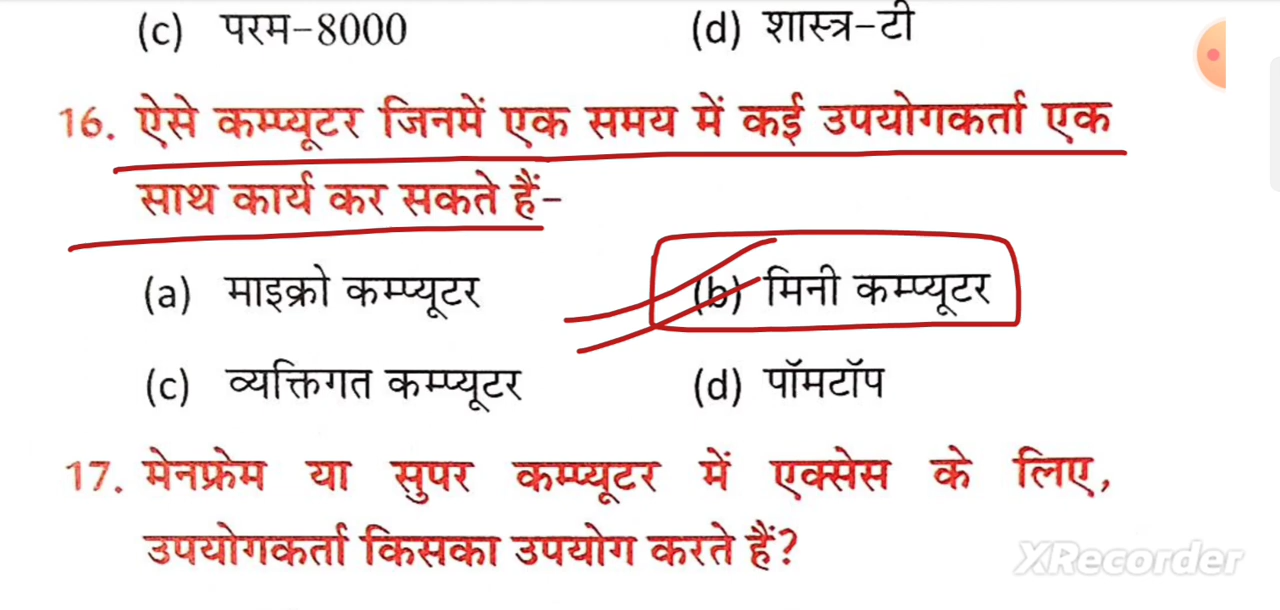 (c) परम-8000 (d) शास्त्र-टी
16. ऐसे कम्प्यूटर जिनमें एक समय में कई उपयोगकर्ता एक
साथ कार्य कर सकते हैं-
(a) माइक्रो कम्प्यूटर (b) मिनी कम्प्यूटर
(c) व्यक्तिगत कम्प्यूटर (d) पॉमटॉप
17. मेनफ्रेम या सुपर कम्प्यूटर में एक्सेस के लिए,
उपयोगकर्ता किसका उपयोग करते हैं?
XRecorder